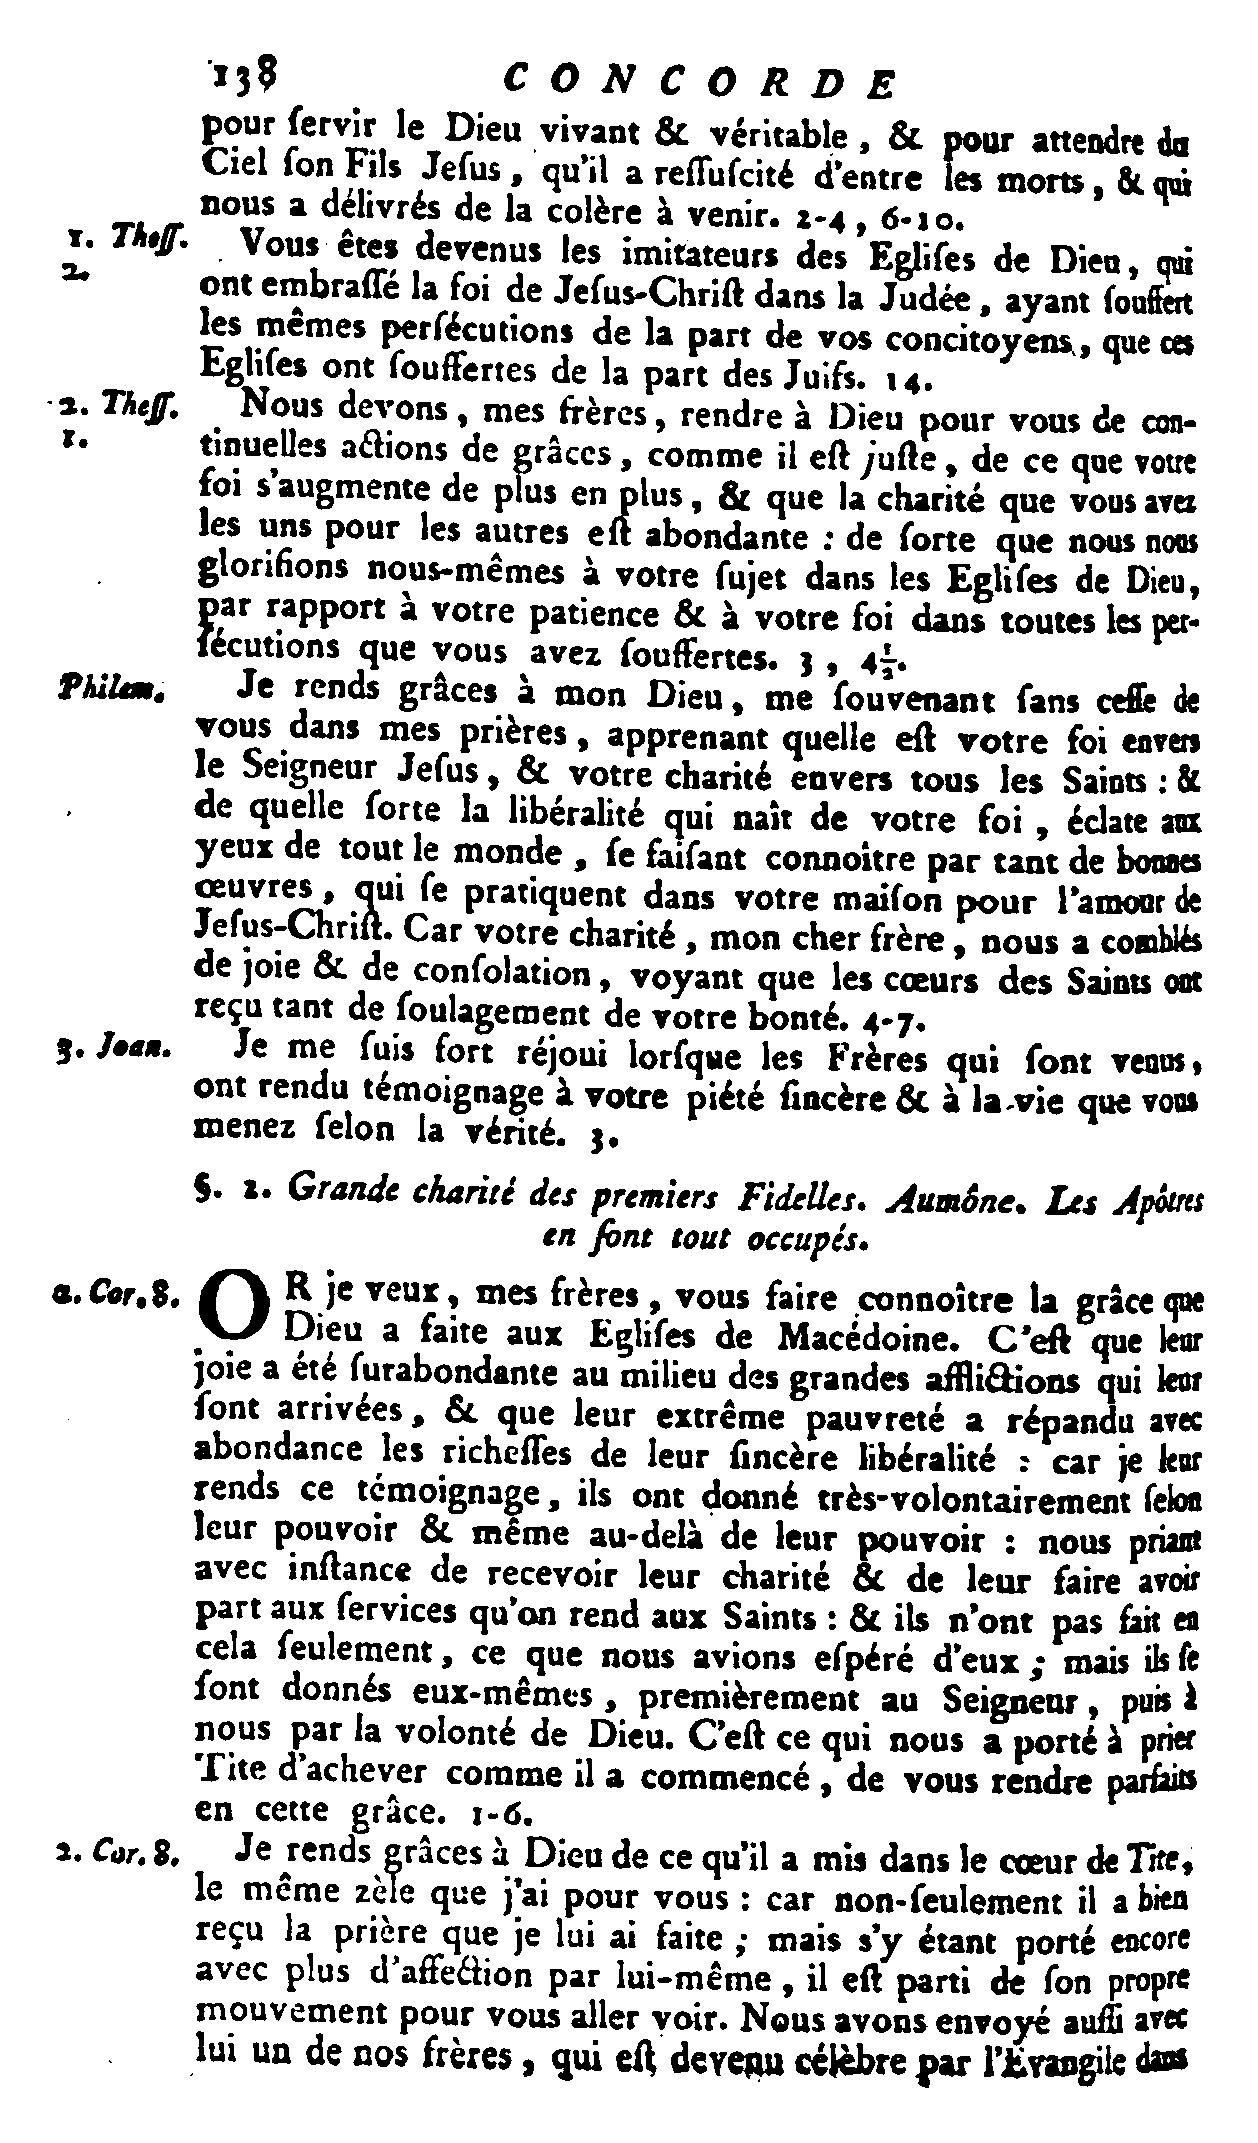 138 CONCORDE
pour ſervir le Dieu vivant & véritable, & pour attendre du
Ciel ſon Fils Jeſus, qu'il a reſſuſcité d'entre les morts, & qui
nous a délivrés de la colère à venir. 2-4, 6-10.
1. Theſſ. Vous êtes devenus les imitateurs des Egliſes de Dieu, qui
2. ont embraſſé la foi de Jeſus-Chriſt dans la Judée, ayant ſouffert
les mêmes perſécutions de la part de vos concitoyens, que ces
Egliſes ont ſouffertes de la part des Juifs. 14.
2. Theſſ. Nous devons, mes frères, rendre à Dieu pour vous de con-
1. tinuelles actions de grâces, comme il eſt juſte, de ce que votre
foi s'augmente de plus en plus, & que la charité que vous avez
les uns pour les autres eſt abondante : de ſorte que nous nous
glorifions nous-mêmes à votre ſujet dans les Egliſes de Dieu,
par rapport à votre patience & à votre foi dans toutes les per-
ſécutions que vous avez ſouffertes. 3, 4½.
Philem. Je rends grâces à mon Dieu, me ſouvenant ſans ceſſe de
vous dans mes prières, apprenant quelle eſt votre foi envers
le Seigneur Jeſus, & votre charité envers tous les Saints : &
de quelle ſorte la libéralité qui naît de votre foi, éclate aux
yeux de tout le monde, ſe faiſant connoître par tant de bonnes
œuvres, qui ſe pratiquent dans votre maiſon pour l'amour de
Jeſus-Chriſt. Car votre charité, mon cher frère, nous a comblés
de joie & de conſolation, voyant que les cœurs des Saints ont
reçu tant de ſoulagement de votre bonté. 4-7.
3. Joan. Je me ſuis fort réjoui lorſque les Frères qui ſont venus,
ont rendu témoignage à votre piété ſincère & à la vie que vous
menez ſelon la vérité. 3.
§. 2. Grande charité des premiers Fidelles. Aumône. Les Apôtres
en ſont tout occupés.
2. Cor. 8. OR je veux, mes frères, vous faire connoître la grâce que
Dieu a faite aux Egliſes de Macédoine. C'eſt que leur
joie a été ſurabondante au milieu des grandes afflictions qui leur
ſont arrivées, & que leur extrême pauvreté a répandu avec
abondance les richeſſes de leur ſincère libéralité : car je leur
rends ce témoignage, ils ont donné très-volontairement ſelon
leur pouvoir & même au-delà de leur pouvoir : nous priant
avec inſtance de recevoir leur charité & de leur faire avoir
part aux ſervices qu'on rend aux Saints : & ils n'ont pas fait en
cela ſeulement, ce que nous avions eſpéré d'eux ; mais ils ſe
ſont donnés eux-mêmes, premièrement au Seigneur, puis à
nous par la volonté de Dieu. C'eſt ce qui nous a porté à prier
Tite d'achever comme il a commencé, de vous rendre parfaits
en cette grâce. 1-6.
2. Cor. 8. Je rends grâces à Dieu de ce qu'il a mis dans le cœur de Tite,
le même zèle que j'ai pour vous : car non-ſeulement il a bien
reçu la prière que je lui ai faite ; mais s'y étant porté encore
avec plus d'affection par lui-même, il eſt parti de ſon propre
mouvement pour vous aller voir. Nous avons envoyé auſſi avec
lui un de nos frères, qui eſt devenu célèbre par l'Evangile dans